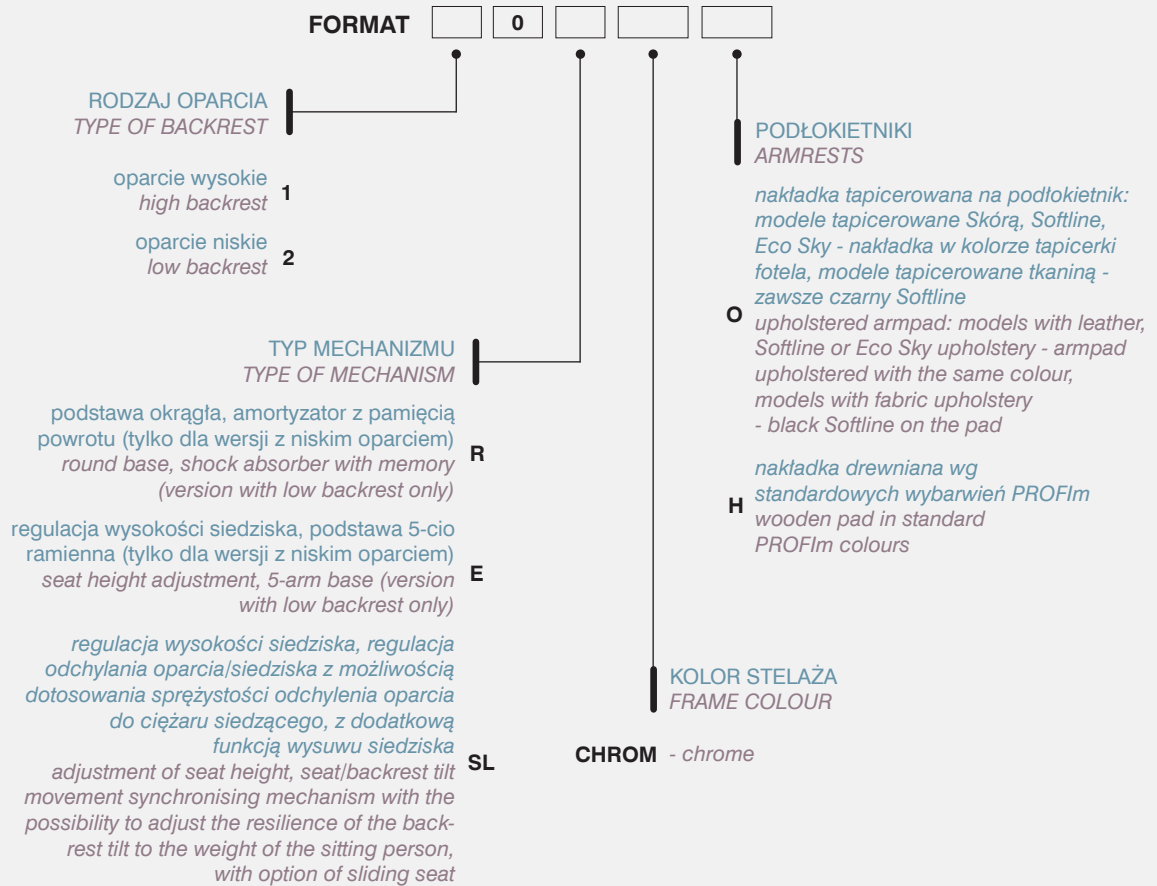 FORMAT 0
RODZAJ OPARCIA
TYPE OF BACKREST
oparcie wysokie
high backrest
1
oparcie niskie
low backrest
2
TYP MECHANIZMU
TYPE OF MECHANISM
podstawa okrągła, amortyzator z pamięcią
powrotu (tylko dla wersji z niskim oparciem)
round base, shock absorber with memory
(version with low backrest only)
R
regulacja wysokości siedziska, podstawa 5-cio
ramienna (tylko dla wersji z niskim oparciem)
seat height adjustment, 5-arm base (version
with low backrest only)
E
regulacja wysokości siedziska, regulacja
odchylania oparcia/siedziska z możliwością
dotosowania sprężystości odchylenia oparcia
do ciężaru siedzącego, z dodatkową
funkcją wysuwu siedziska
adjustment of seat height, seat/backrest tilt
movement synchronising mechanism with the
possibility to adjust the resilience of the back-
rest tilt to the weight of the sitting person,
with option of sliding seat
SL
KOLOR STELAŻA
FRAME COLOUR
CHROM - chrome
PODŁOKIETNIKI
ARMRESTS
nakładka tapicerowana na podłokietnik:
modele tapicerowane Skórą, Softline,
Eco Sky - nakładka w kolorze tapicerki
fotela, modele tapicerowane tkaniną -
zawsze czarny Softline
O
upholstered armpad: models with leather,
Softline or Eco Sky upholstery - armpad
upholstered with the same colour,
models with fabric upholstery
- black Softline on the pad
nakładka drewniana wg
standardowych wybarwień PROFIm
H
wooden pad in standard
PROFIm colours